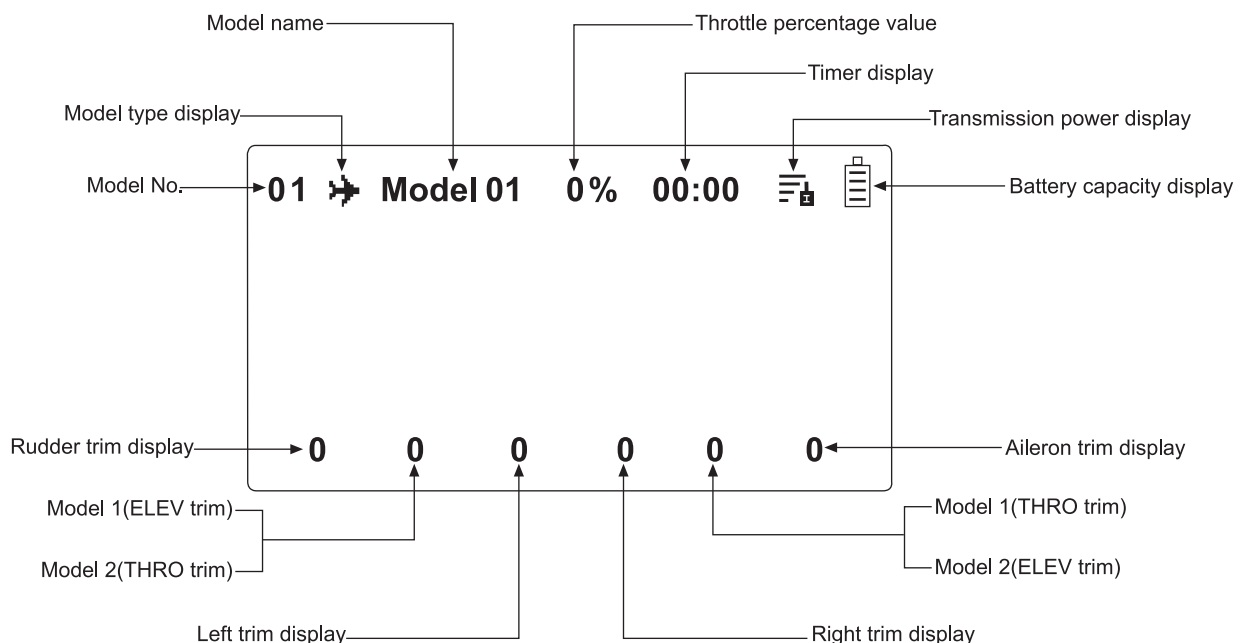 Model name
Throttle percentage value
Timer display
Model type display
Transmission power display
Model No.
01 Model 01 0% 00:00
Battery capacity display
Rudder trim display
0 0 0 0 0 0
Aileron trim display
Model 1(ELEV trim)
Model 1(THRO trim)
Model 2(THRO trim)
Model 2(ELEV trim)
Left trim display
Right trim display